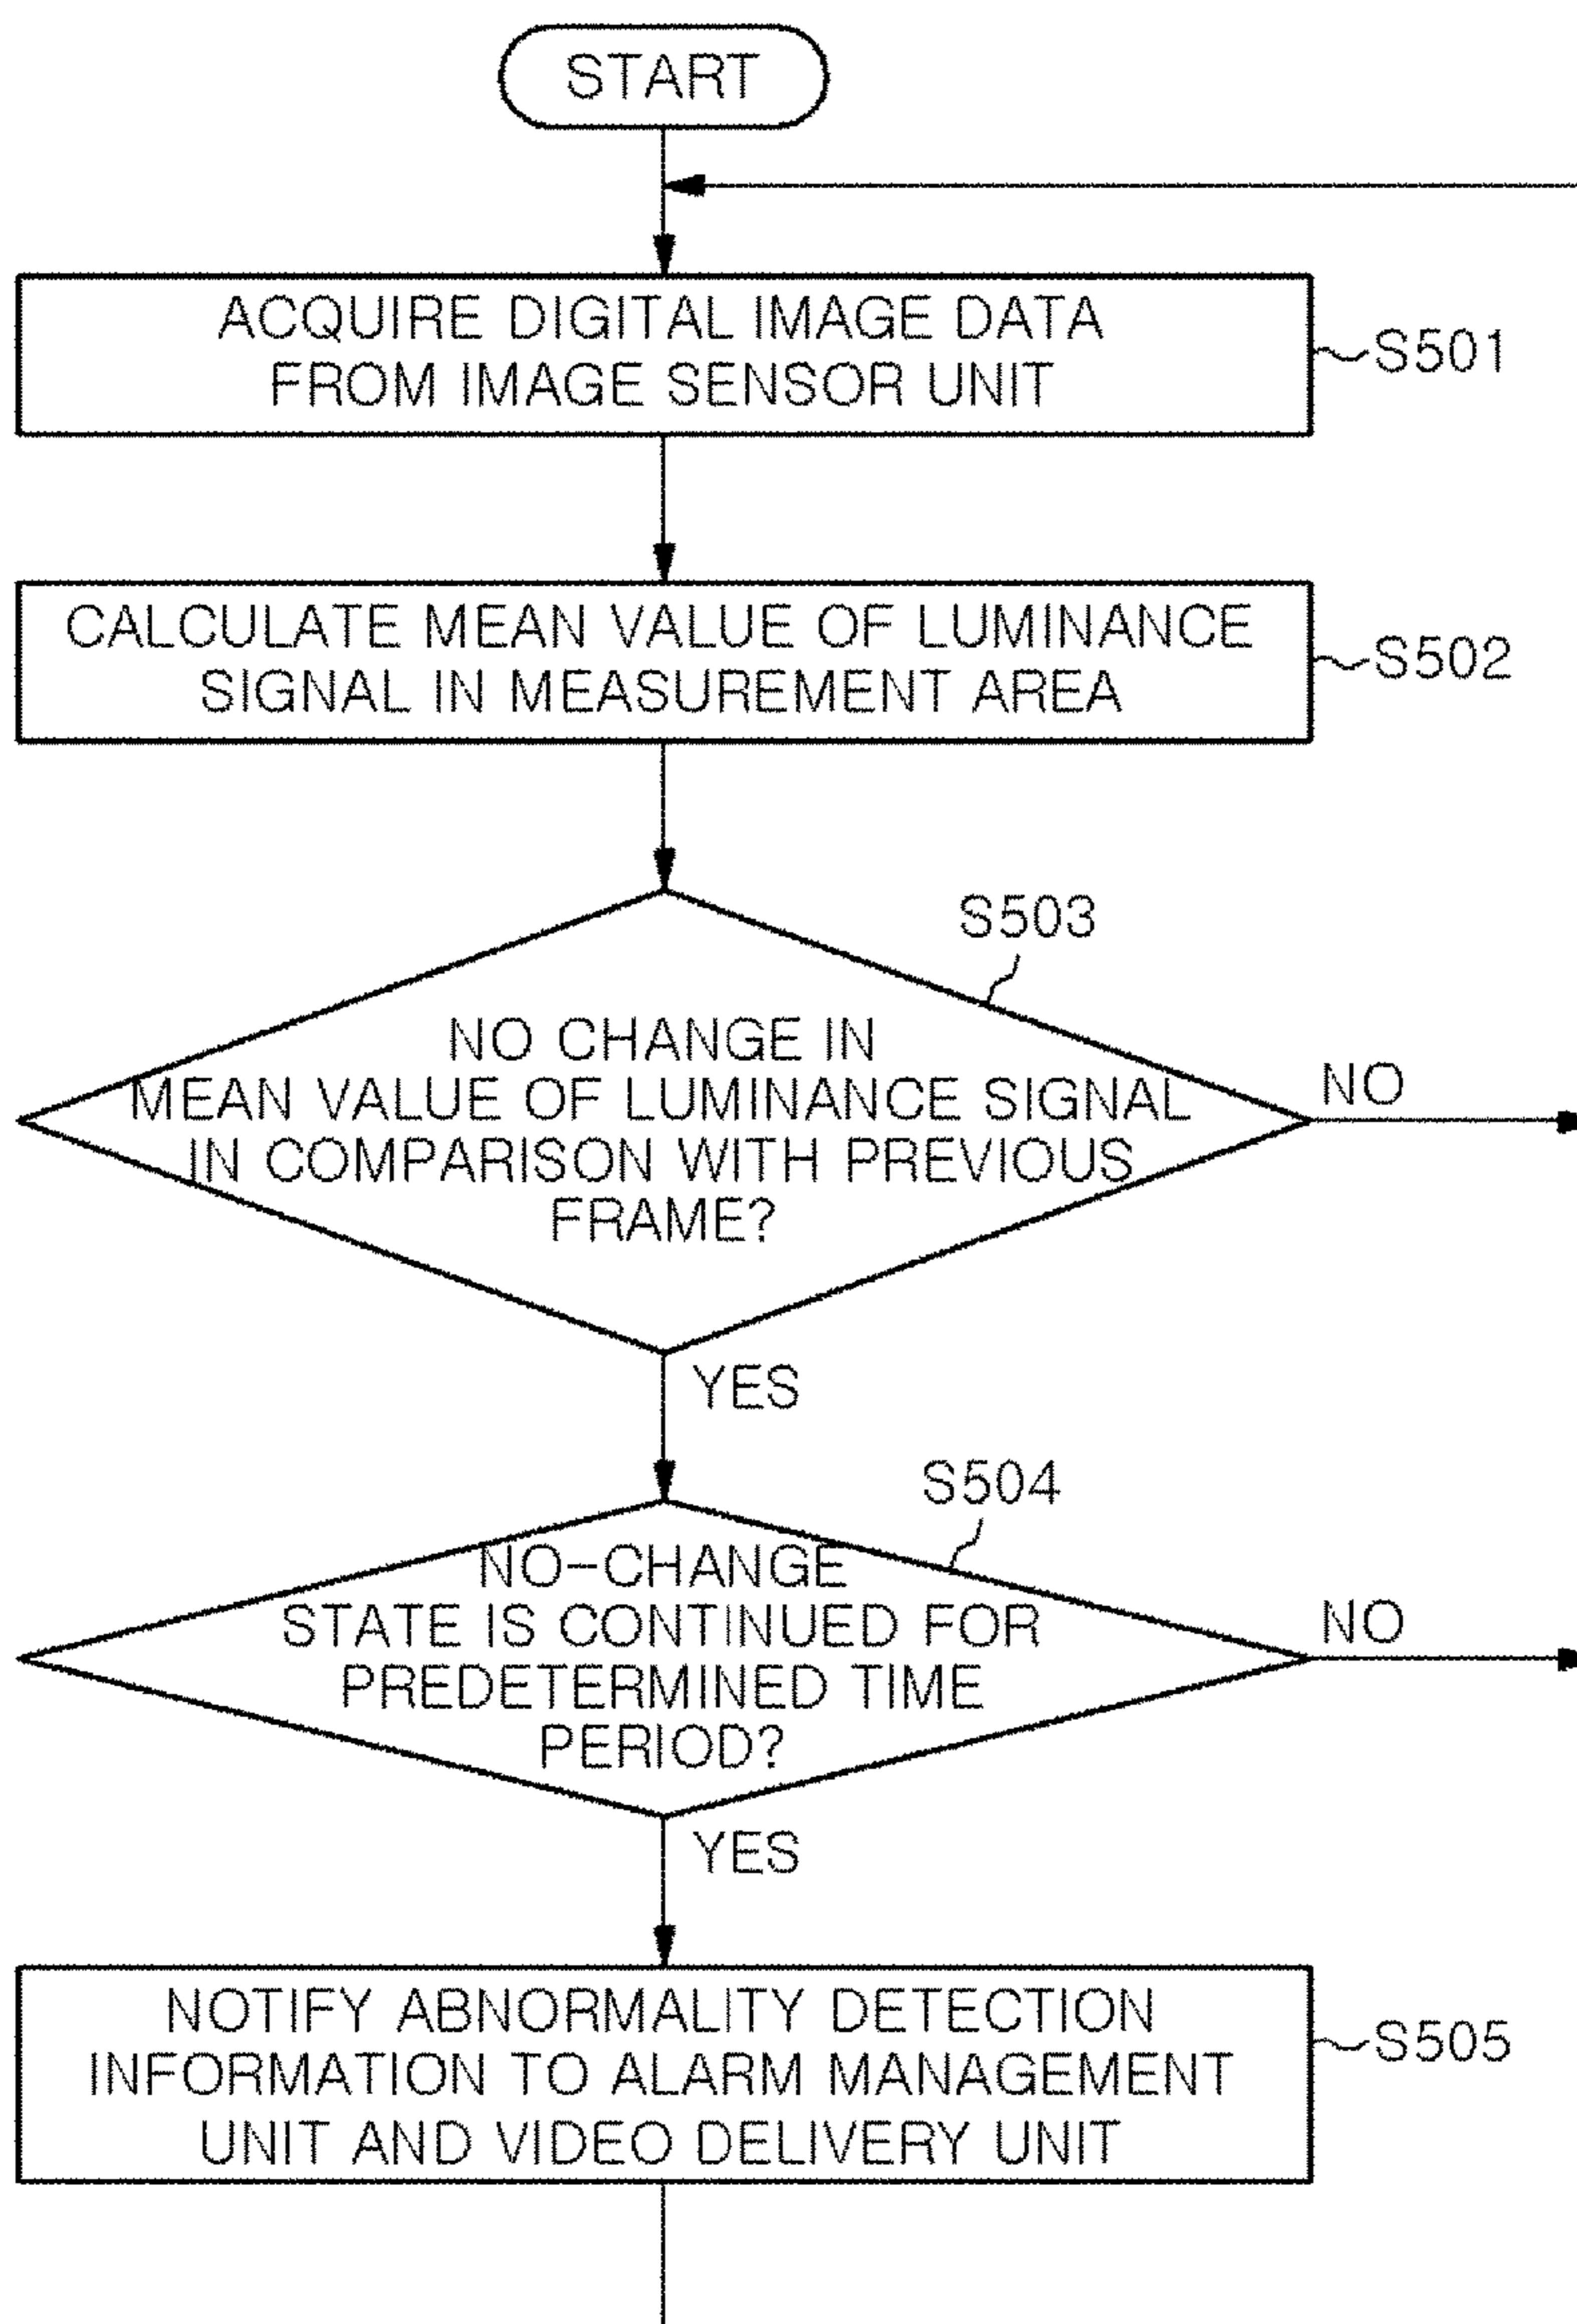 START
ACQUIRE DIGITAL IMAGE DATA
FROM IMAGE SENSOR UNIT
S501
CALCULATE MEAN VALUE OF LUMINANCE
SIGNAL IN MEASUREMENT AREA
S502
S503
NO CHANGE IN
MEAN VALUE OF LUMINANCE SIGNAL
IN COMPARISON WITH PREVIOUS
FRAME?
NO
YES
S504
NO-CHANGE
STATE IS CONTINUED FOR
PREDETERMINED TIME
PERIOD?
NO
YES
NOTIFY ABNORMALITY DETECTION
INFORMATION TO ALARM MANAGEMENT
UNIT AND VIDEO DELIVERY UNIT
S505